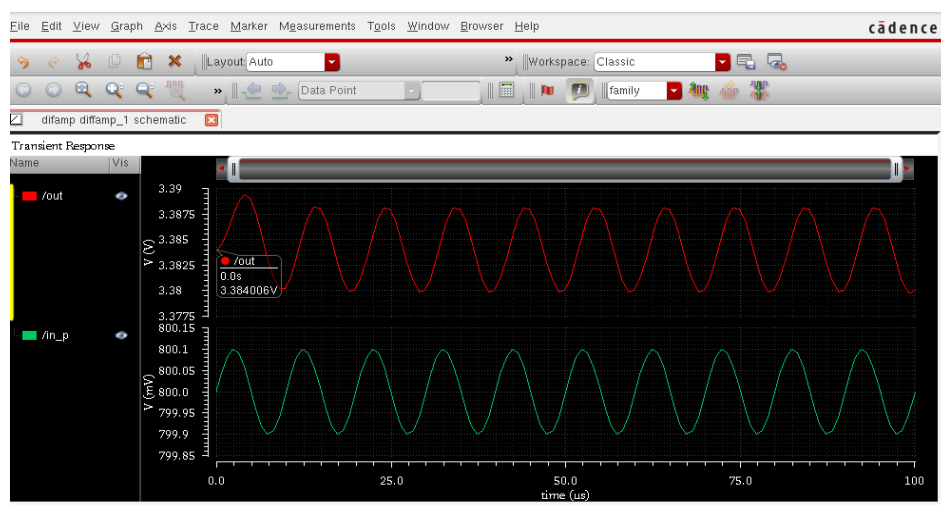 File Edit View Graph Axis Trace Marker Measurements Tools Window Browser Help cādence
Layout: Auto » Workspace: Classic
» Data Point family
difamp diffamp_1 schematic
Transient Response
Name Vis
/out
3.39
3.3875
3.385
3.3825
3.38
3.3775
V (V)
/out
0.0s
3.384006V
/in_p
800.15
800.1
800.05
800.0
799.95
799.9
799.85
V (mV)
0.0 25.0 50.0 75.0 100
time (us)